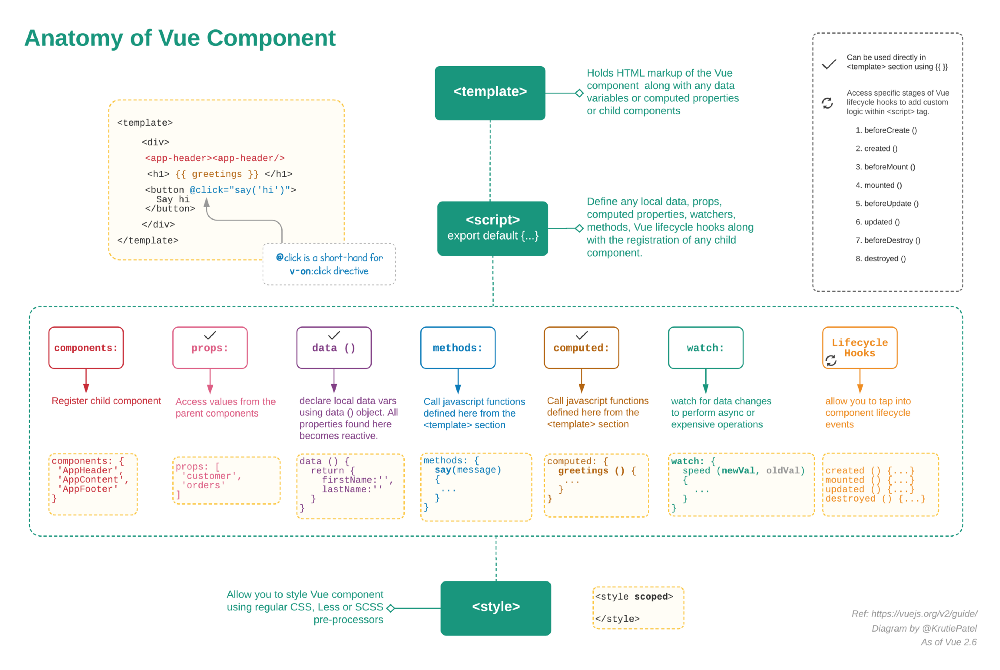 Anatomy of Vue Component
<template>
Holds HTML markup of the Vue
component along with any data
variables or computed properties
or child components
Can be used directly in
<template> section using {{ }}
Access specific stages of Vue
lifecycle hooks to add custom
logic within <script> tag.
1. beforeCreate ()
2. created ()
3. beforeMount ()
4. mounted ()
5. beforeUpdate ()
6. updated ()
7. beforeDestroy ()
8. destroyed ()
<template>
<div>
<app-header><app-header/>
<h1> {{ greetings }} </h1>
<button @click="say('hi')">
Say hi
</button>
</div>
</template>
@click is a short-hand for
v-on:click directive
<script>
export default {...}
Define any local data, props,
computed properties, watchers,
methods, Vue lifecycle hooks along
with the registration of any child
component.
components:
Register child component
components: {
'AppHeader',
'AppContent',
'AppFooter'
}
props:
Access values from the
parent components
props: [
'customer',
'orders'
]
data ()
declare local data vars
using data () object. All
properties found here
becomes reactive.
data () {
return {
firstName:'',
lastName:''
}
}
methods:
Call javascript functions
defined here from the
<template> section
methods: {
say(message)
{
...
}
}
computed:
Call javascript functions
defined here from the
<template> section
computed: {
greetings () {
...
}
}
watch:
watch for data changes
to perform async or
expensive operations
watch: {
speed (newVal, oldVal)
{
...
}
}
Lifecycle
Hooks
allow you to tap into
component lifecycle
events
created () {...}
mounted () {...}
updated () {...}
destroyed () {...}
Allow you to style Vue component
using regular CSS, Less or SCSS
pre-processors
<style>
<style scoped>
</style>
Ref: https://vuejs.org/v2/guide/
Diagram by @KrutiePatel
As of Vue 2.6